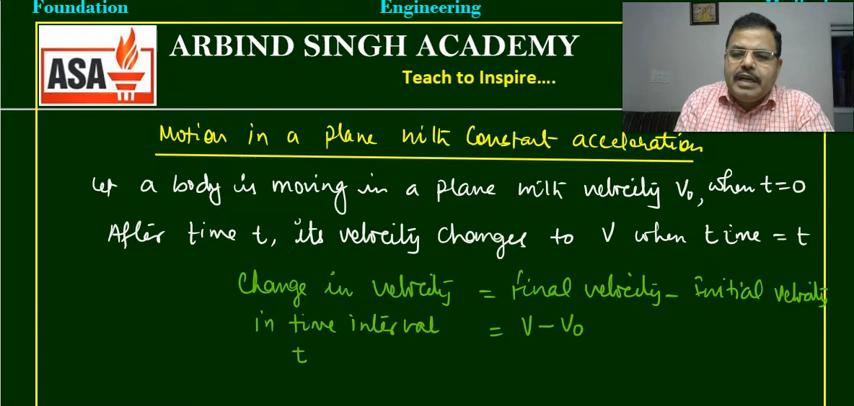 Foundation Engineering
ASA
ARBIND SINGH ACADEMY
Teach to Inspire....
Motion in a plane with Constant acceleration
Let a body is moving in a plane with velocity V₀, when t=0
After time t, its velocity changes to V when time = t
Change in velocity = final velocity - Initial velocity
in time interval = V - V₀
t